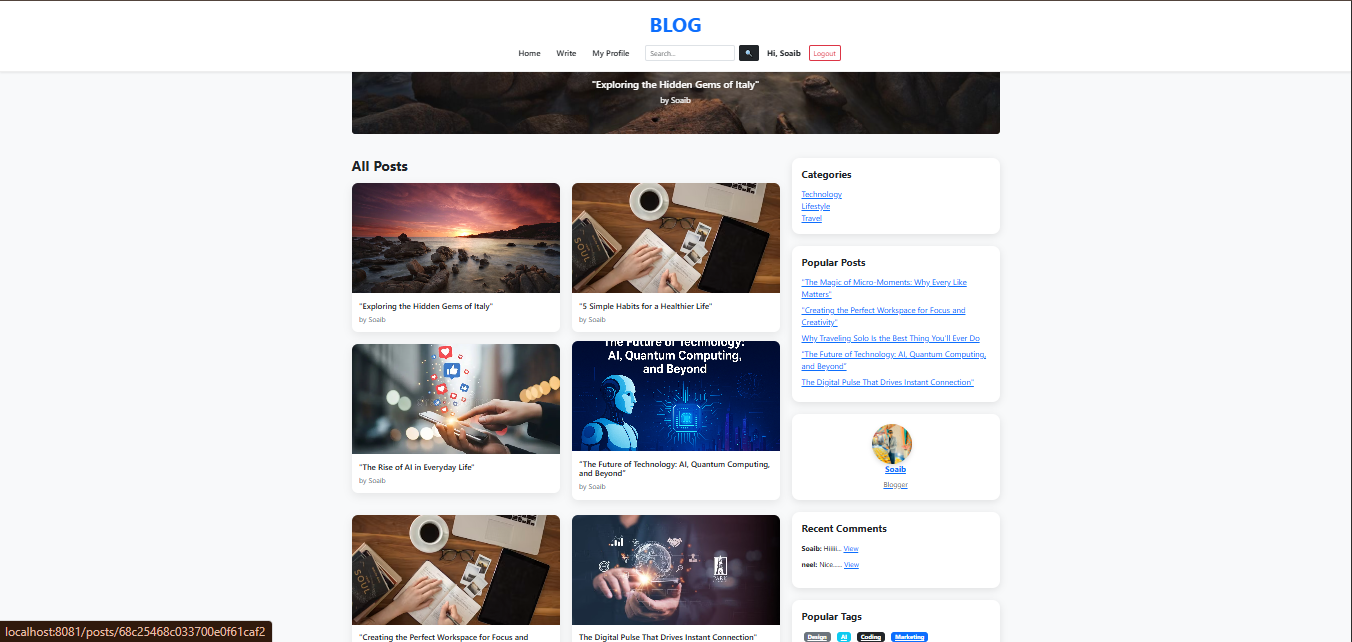 BLOG
Home Write My Profile Search... Hi, Soaib Logout
"Exploring the Hidden Gems of Italy"
by Soaib
All Posts
"Exploring the Hidden Gems of Italy"
by Soaib
SOUL
"5 Simple Habits for a Healthier Life"
by Soaib
"The Rise of AI in Everyday Life"
by Soaib
The Future of Technology:
AI, Quantum Computing,
and Beyond
"The Future of Technology: AI, Quantum Computing,
and Beyond"
by Soaib
SOUL
"Creating the Perfect Workspace for Focus and
The Digital Pulse That Drives Instant Connection"
Categories
Technology
Lifestyle
Travel
Popular Posts
"The Magic of Micro-Moments: Why Every Like
Matters"
"Creating the Perfect Workspace for Focus and
Creativity"
Why Traveling Solo Is the Best Thing You'll Ever Do
"The Future of Technology: AI, Quantum Computing,
and Beyond"
The Digital Pulse That Drives Instant Connection"
Soaib
Blogger
Recent Comments
Soaib: Hiiiii... View
neel: Nice..... View
Popular Tags
Design AI Coding Marketing
localhost:8081/posts/68c25468c033700e0f61caf2